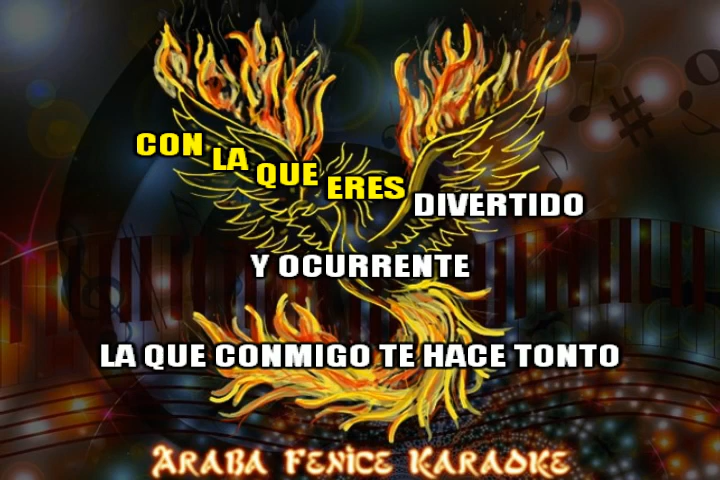 CON LA QUE ERES DIVERTIDO
Y OCURRENTE
LA QUE CONMIGO TE HACE TONTO
ARABA FENICE KARAOKE